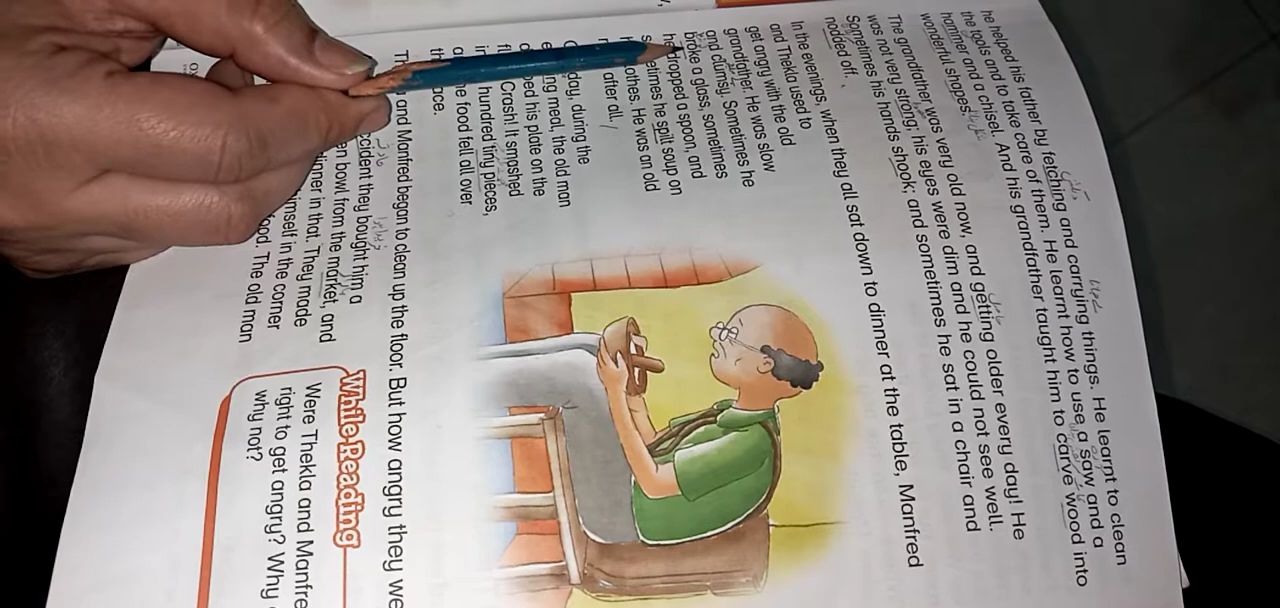 he helped his father by fetching and carrying things. He learnt to clean
the tools and to take care of them. He learnt how to use a saw and a
hammer and a chisel. And his grandfather taught him to carve wood into
wonderful shapes.
The grandfather was very old now, and getting older every day! He
was not very strong, his eyes were dim and he could not see well.
Sometimes his hands shook; and sometimes he sat in a chair and
nodded off.
In the evenings, when they all sat down to dinner at the table, Manfred
and Thekla used to
get angry with the old
grandfather. He was slow
and clumsy. Sometimes he
broke a glass, sometimes
dropped a spoon, and
he spilt soup on
He was an old
after all.
day, during the
meal, the old man
his plate on the
Crash! It smashed
hundred tiny pieces,
food fell all over
and Manfred began to clean up the floor. But how angry they we
they bought him a
bowl from the market, and
in that. They made
in the corner
The old man
While-Reading
Were Thekla and Manfre
right to get angry? Why
why not?